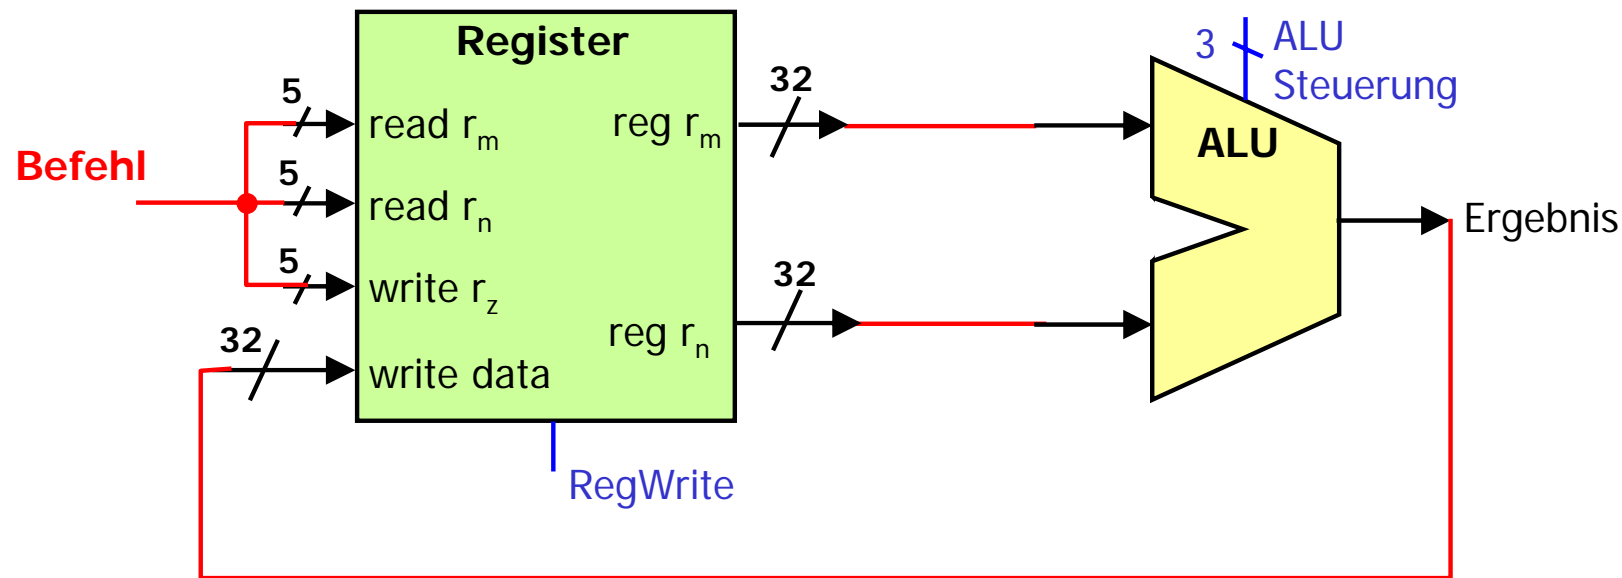 Register
3
ALU
Steuerung
5
32
read rm
reg rm
ALU
Befehl
5
read rn
Ergebnis
5
write rz
32
reg rn
32
write data
RegWrite